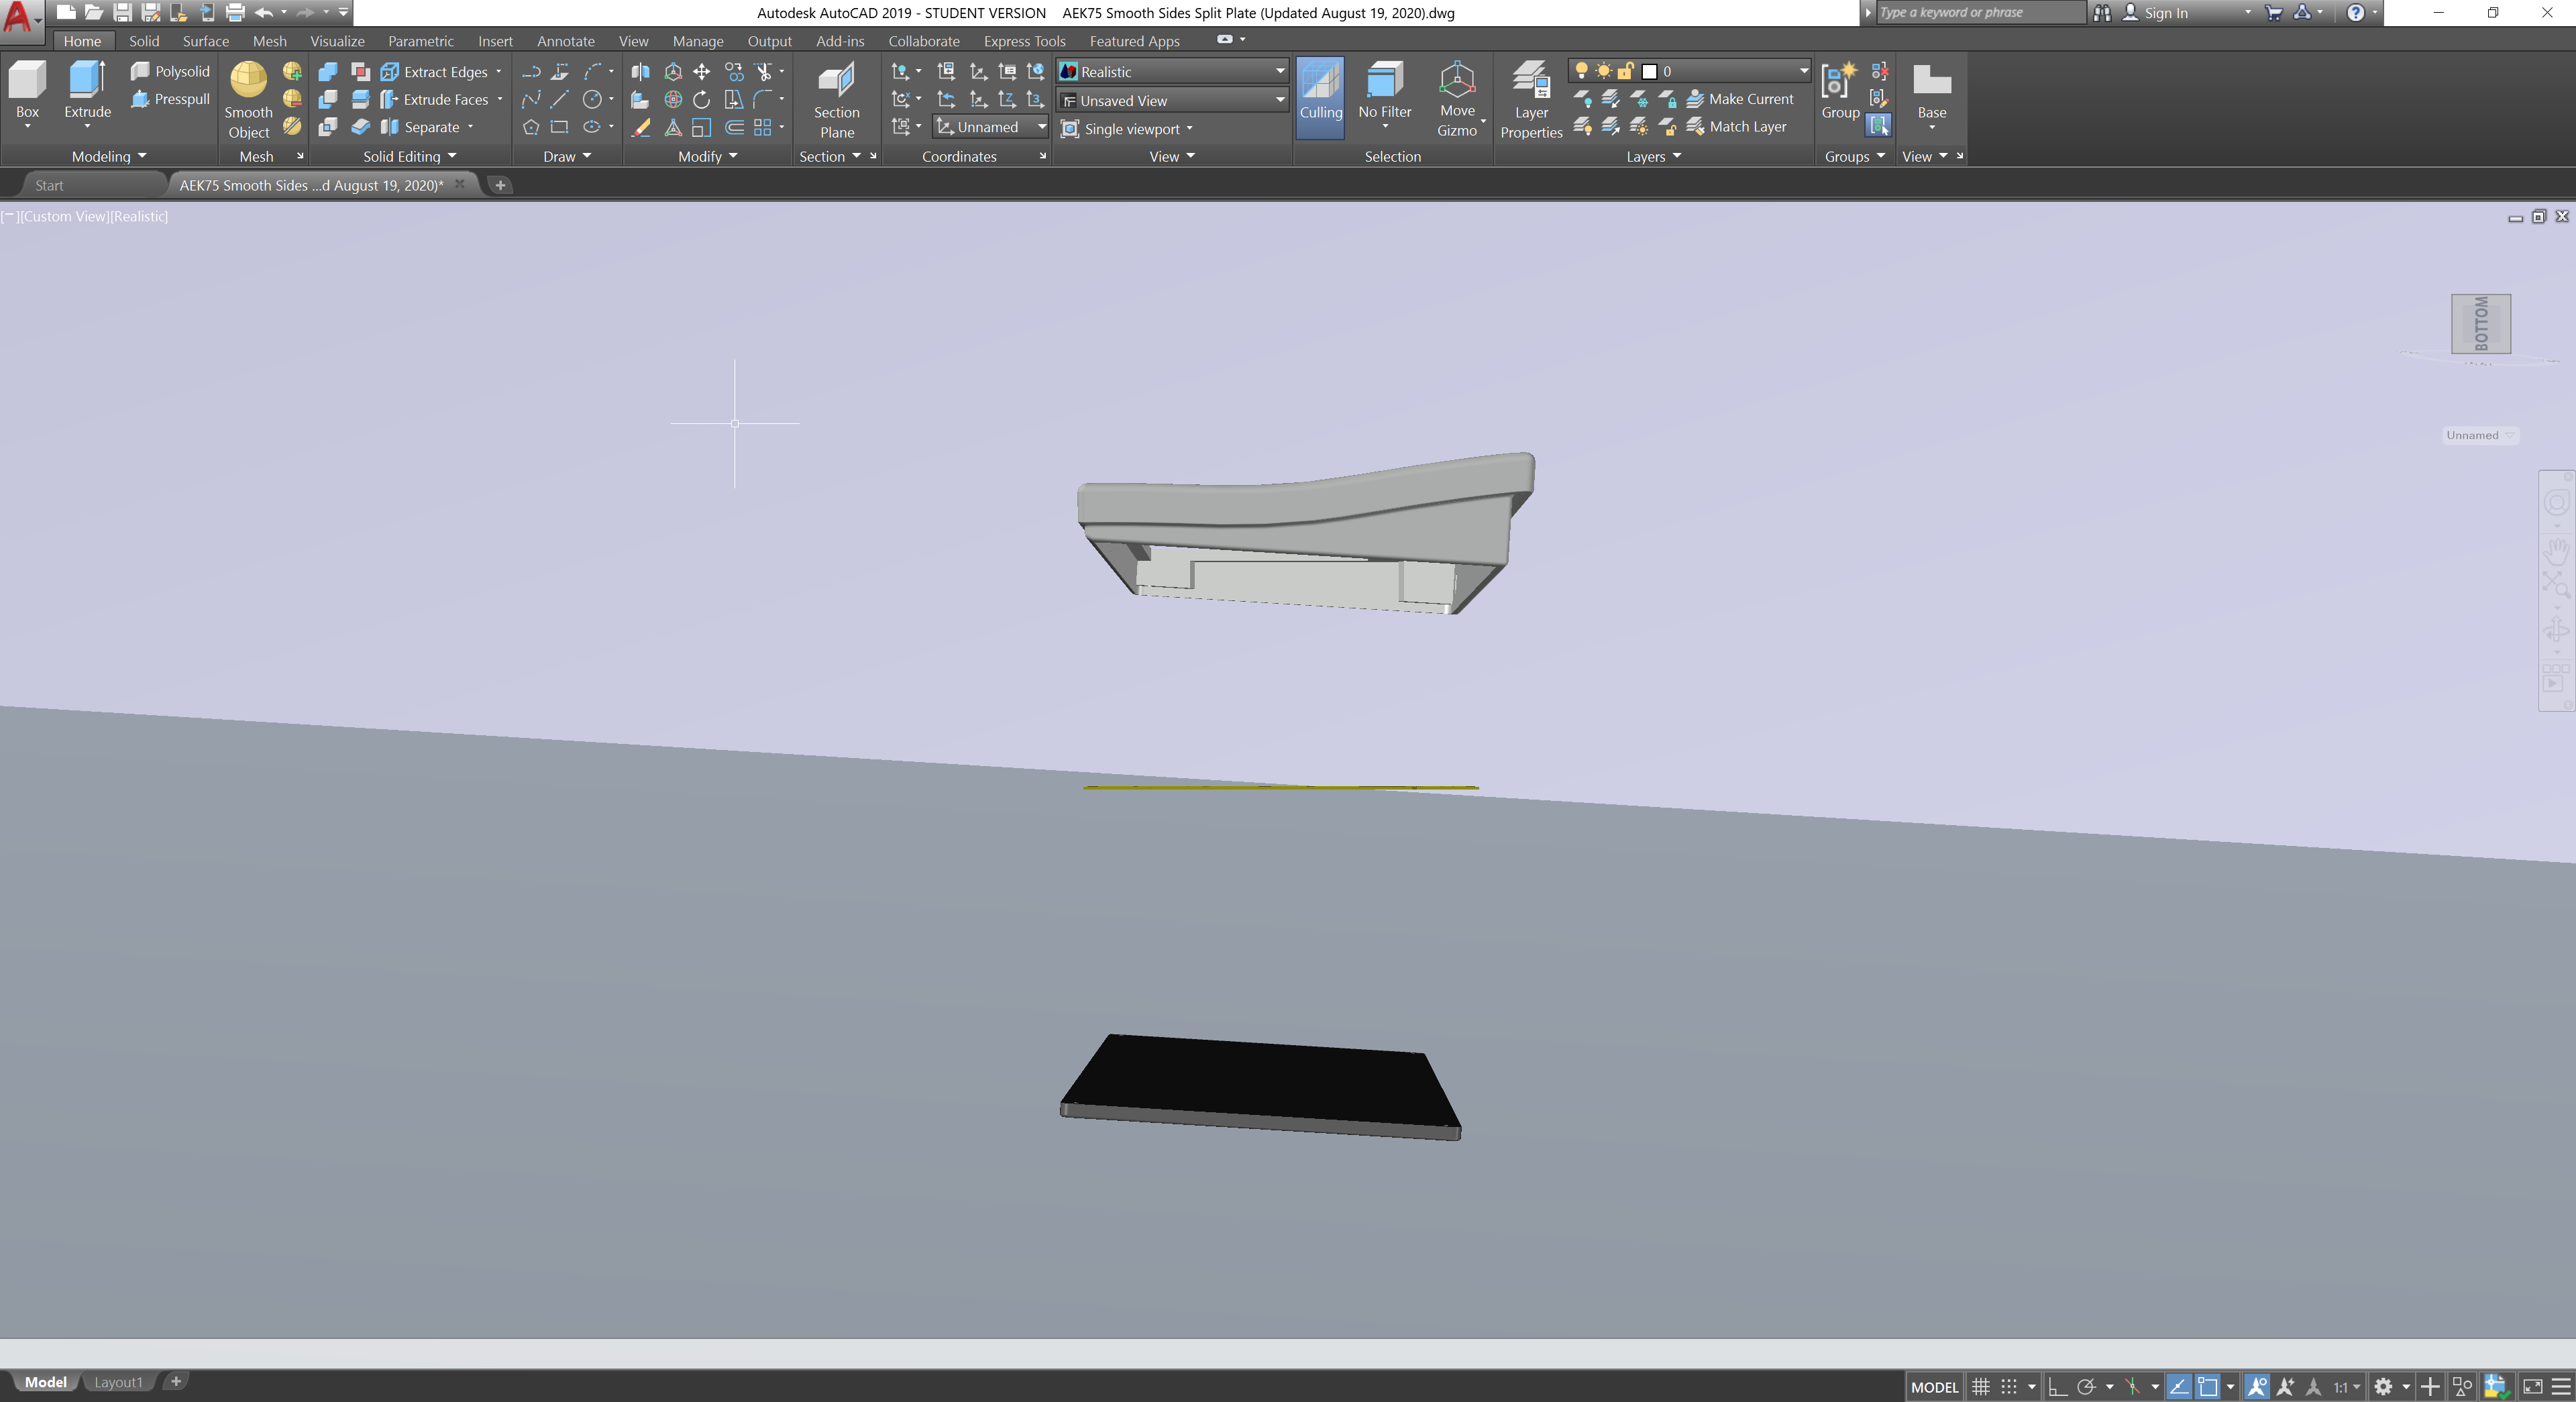 Autodesk AutoCAD 2019 - STUDENT VERSION AEK75 Smooth Sides Split Plate (Updated August 19, 2020).dwg
Type a keyword or phrase
Sign In
Home Solid Surface Mesh Visualize Parametric Insert Annotate View Manage Output Add-ins Collaborate Express Tools Featured Apps
Box
Extrude
Polysolid
Presspull
Modeling
Smooth
Object
Mesh
Extract Edges
Extrude Faces
Separate
Solid Editing
Draw
Modify
Section
Plane
Section
Unnamed
Coordinates
Realistic
Unsaved View
Single viewport
View
Culling
No Filter
Move
Gizmo
Selection
Layer
Properties
0
Make Current
Match Layer
Layers
Group
Groups
Base
View
Start
AEK75 Smooth Sides ...d August 19, 2020)*
[−][Custom View][Realistic]
BOTTOM
Unnamed
Model
Layout1
MODEL
1:1